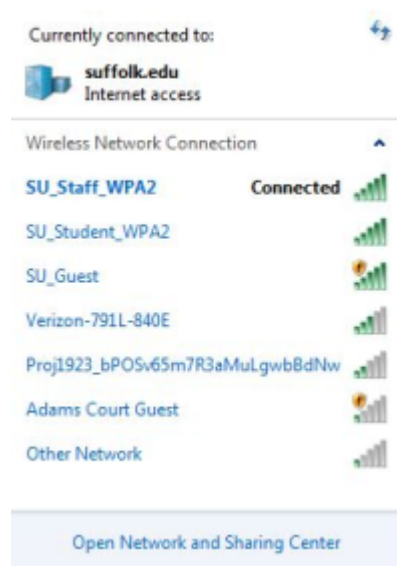 Currently connected to:
suffolk.edu
Internet access
Wireless Network Connection
SU_Staff_WPA2 Connected
SU_Student_WPA2
SU_Guest
Verizon-791L-840E
Proj1923_bPOSv65m7R3aMuLgwbBdNw
Adams Court Guest
Other Network
Open Network and Sharing Center